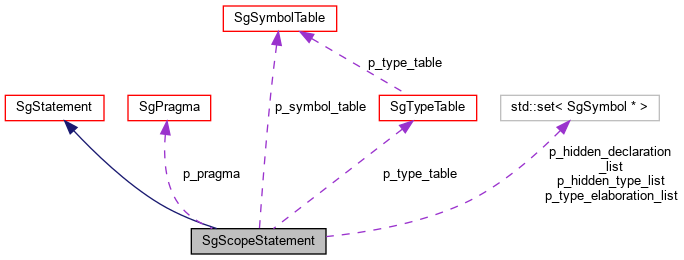 SgSymbolTable
p_type_table
SgStatement
SgPragma
p_symbol_table
SgTypeTable
std::set< SgSymbol * >
p_pragma
p_type_table
p_hidden_declaration
_list
p_hidden_type_list
p_type_elaboration_list
SgScopeStatement